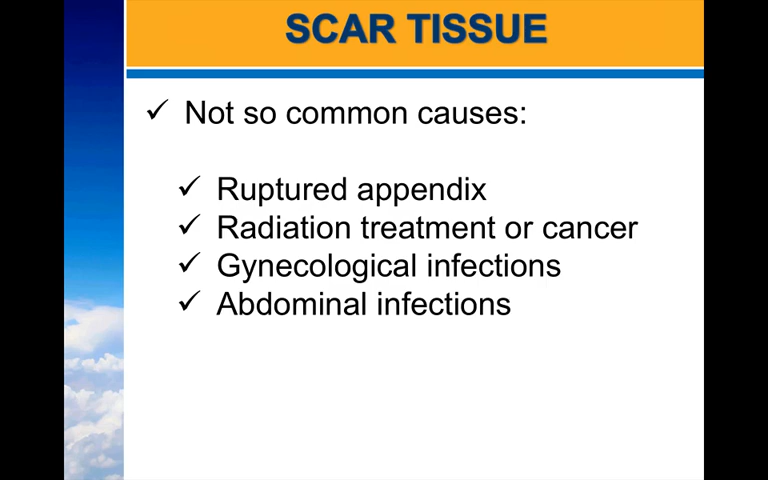 SCAR TISSUE
✓ Not so common causes:
✓ Ruptured appendix
✓ Radiation treatment or cancer
✓ Gynecological infections
✓ Abdominal infections